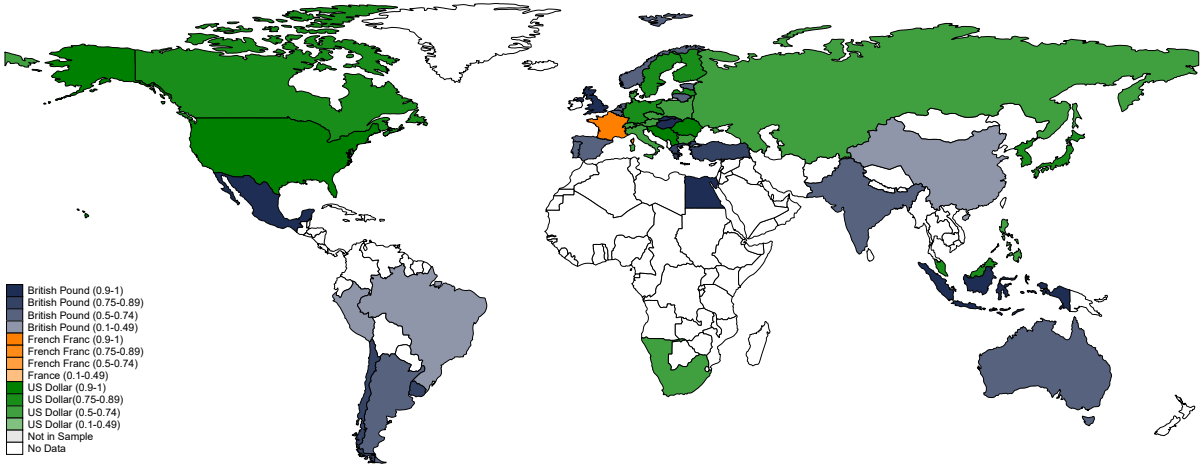 British Pound (0.9-1)
British Pound (0.75-0.89)
British Pound (0.5-0.74)
British Pound (0.1-0.49)
French Franc (0.9-1)
French Franc (0.75-0.89)
French Franc (0.5-0.74)
France (0.1-0.49)
US Dollar (0.9-1)
US Dollar(0.75-0.89)
US Dollar (0.5-0.74)
US Dollar (0.1-0.49)
Not in Sample
No Data